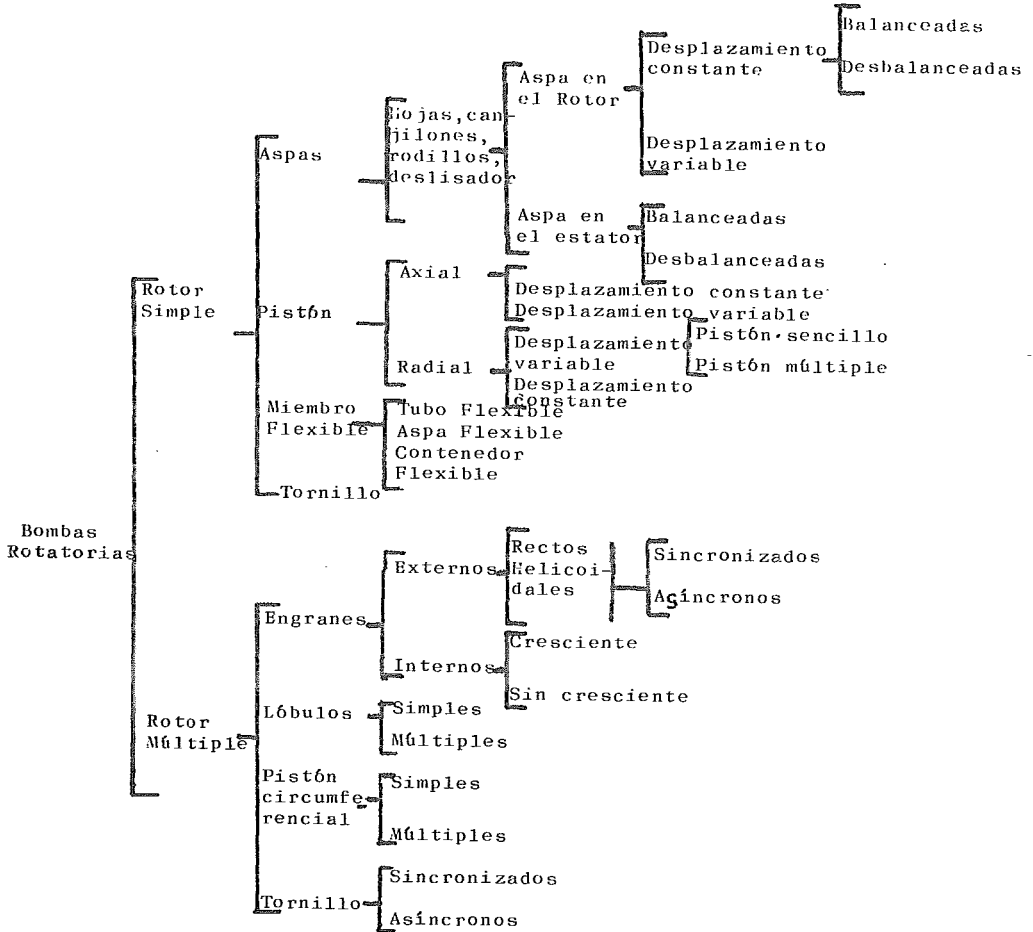 Balanceadas
Desplazamiento
constante
Desbalanceadas
Aspa en
el Rotor
Hojas,can-
jilones,
rodillos,
deslisador
Aspas
Desplazamiento
variable
Aspa en
el estator
Balanceadas
Desbalanceadas
Rotor
Simple
Axial
Desplazamiento constante
Desplazamiento variable
Pistón
Pistón sencillo
Desplazamiento
variable
Radial
Pistón múltiple
Desplazamiento
constante
Miembro
Flexible
Tubo Flexible
Aspa Flexible
Contenedor
Flexible
Tornillo
Bombas
Rotatorias
Rectos
Helicoi-
dales
Externos
Sincronizados
Asíncronos
Engranes
Cresciente
Internos
Sin cresciente
Lóbulos
Simples
Múltiples
Rotor
Múltiple
Pistón
circumfe-
rencial
Simples
Múltiples
Sincronizados
Tornillo
Asíncronos